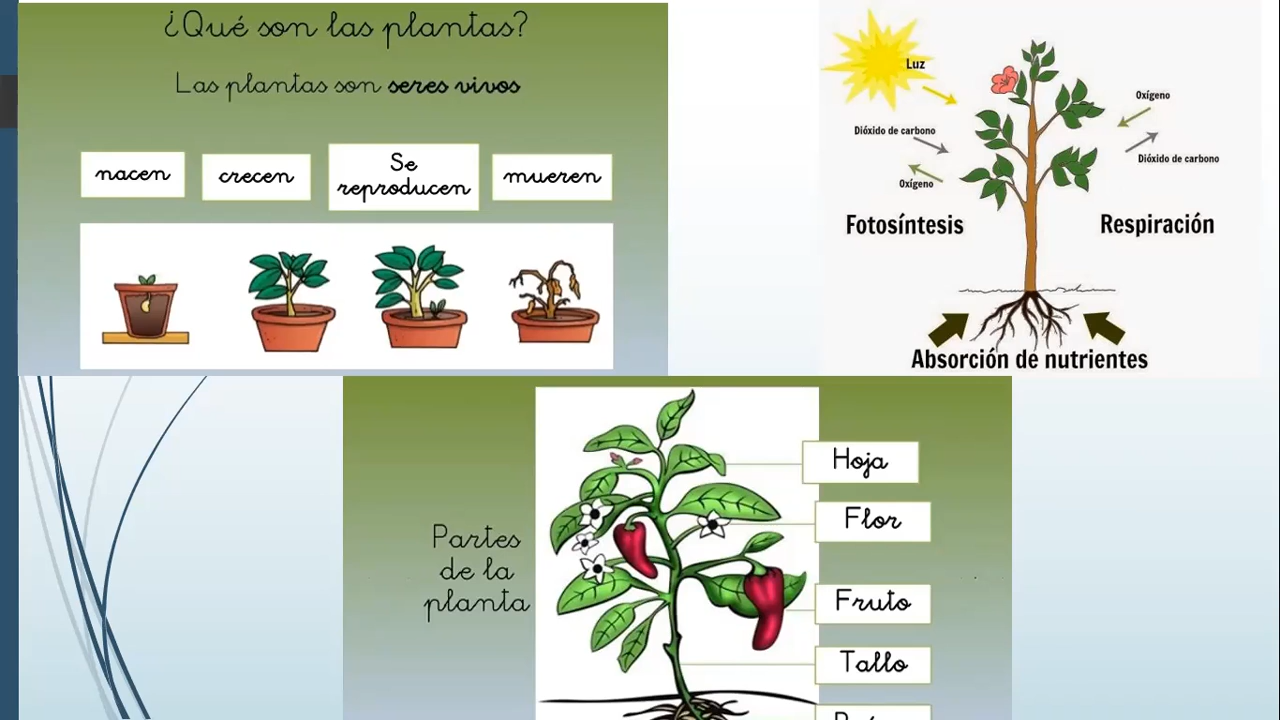 ¿Qué son las plantas?
Las plantas son seres vivos
nacen
crecen
Se
reproducen
mueren
Luz
Dióxido de carbono
Oxígeno
Fotosíntesis
Oxígeno
Dióxido de carbono
Respiración
Absorción de nutrientes
Partes
de la
planta
Hoja
Flor
Fruto
Tallo